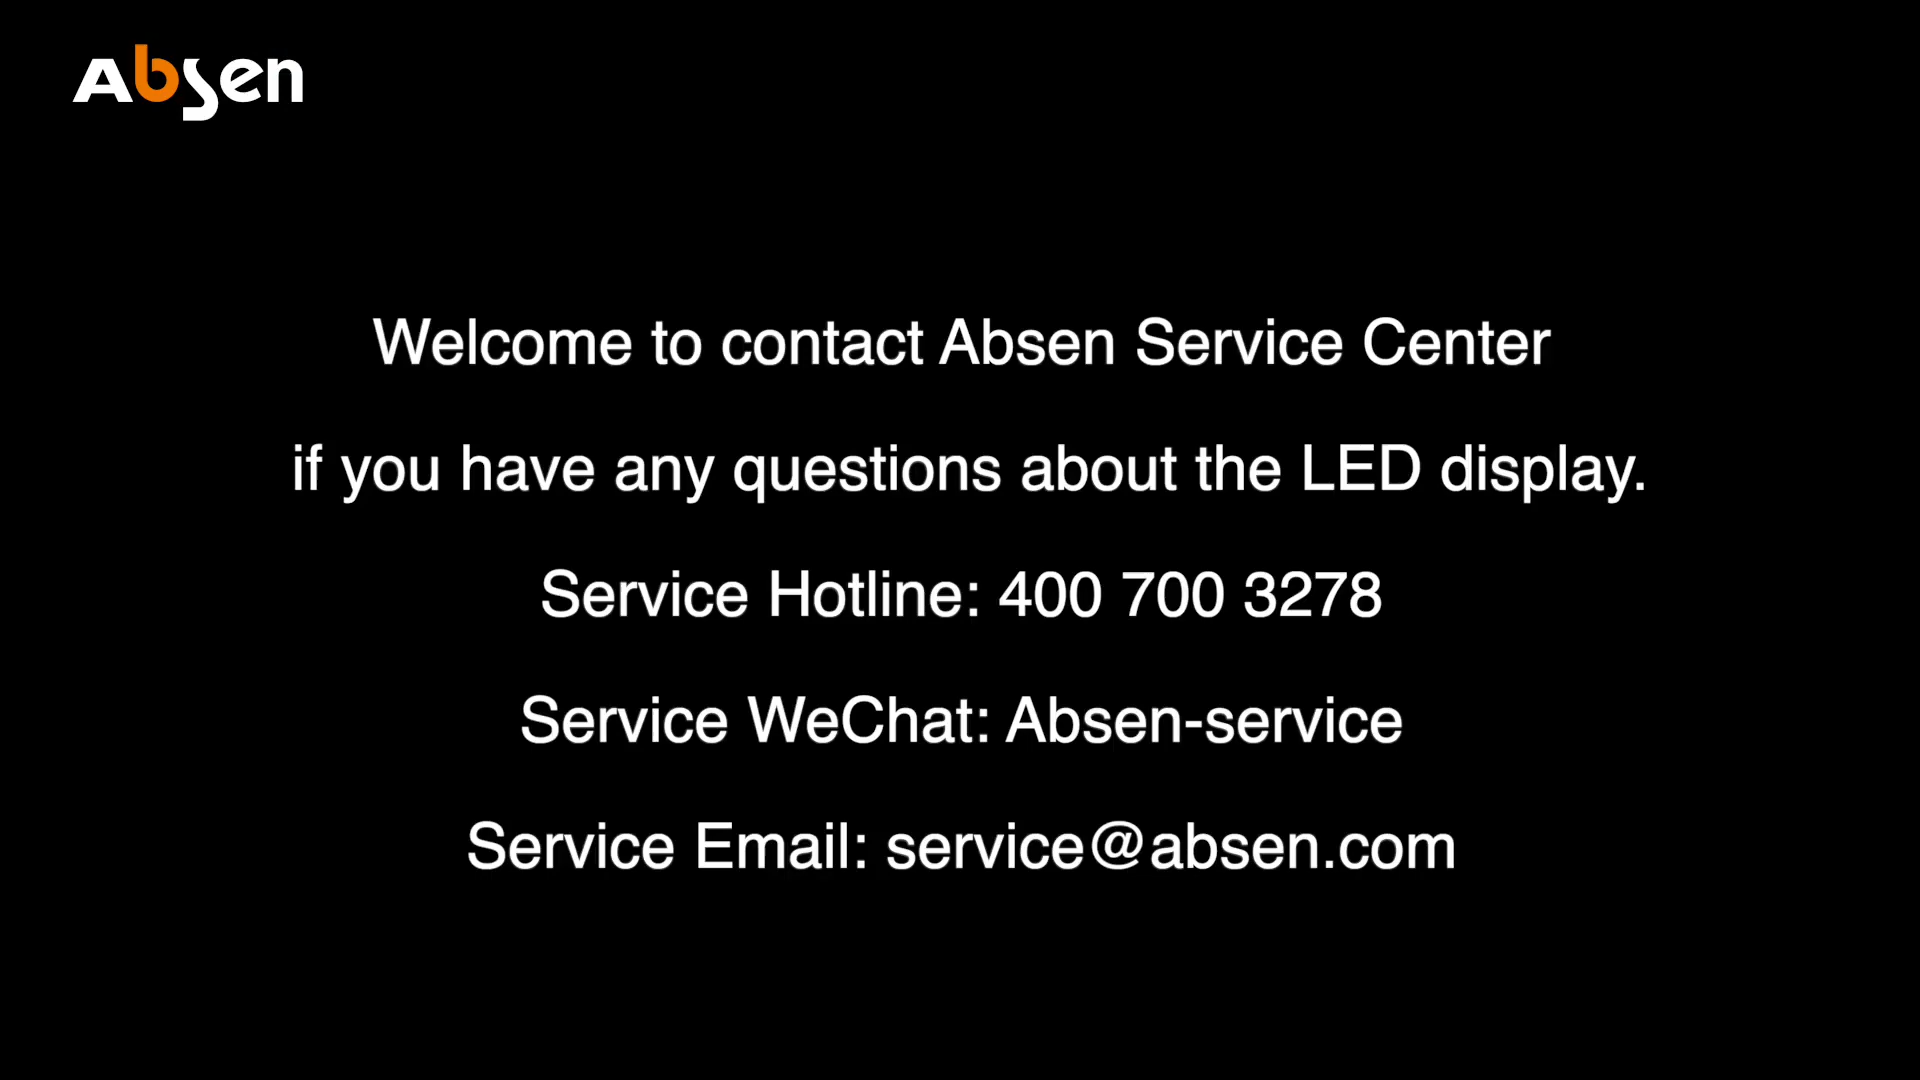 Absen
Welcome to contact Absen Service Center
if you have any questions about the LED display.
Service Hotline: 400 700 3278
Service WeChat: Absen-service
Service Email: service@absen.com